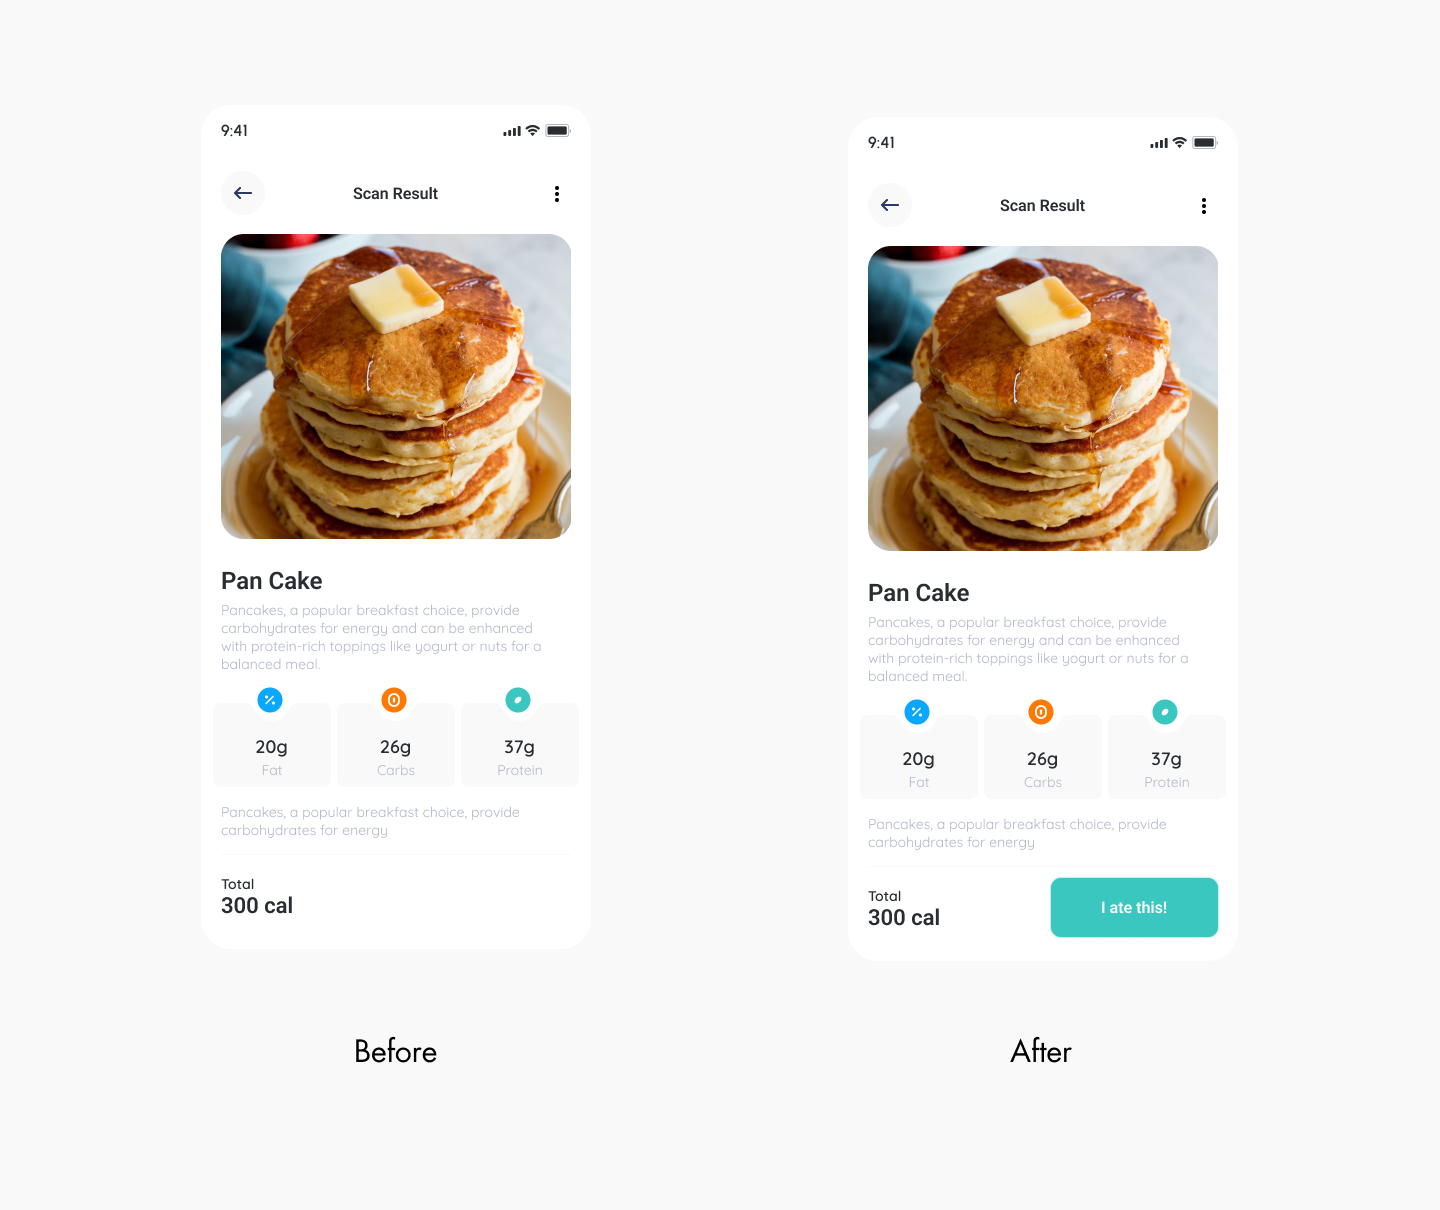 9:41
Scan Result
Pan Cake
Pancakes, a popular breakfast choice, provide
carbohydrates for energy and can be enhanced
with protein-rich toppings like yogurt or nuts for a
balanced meal.
20g
Fat
26g
Carbs
37g
Protein
Pancakes, a popular breakfast choice, provide
carbohydrates for energy
Total
300 cal
Before
9:41
Scan Result
Pan Cake
Pancakes, a popular breakfast choice, provide
carbohydrates for energy and can be enhanced
with protein-rich toppings like yogurt or nuts for a
balanced meal.
20g
Fat
26g
Carbs
37g
Protein
Pancakes, a popular breakfast choice, provide
carbohydrates for energy
Total
300 cal
I ate this!
After